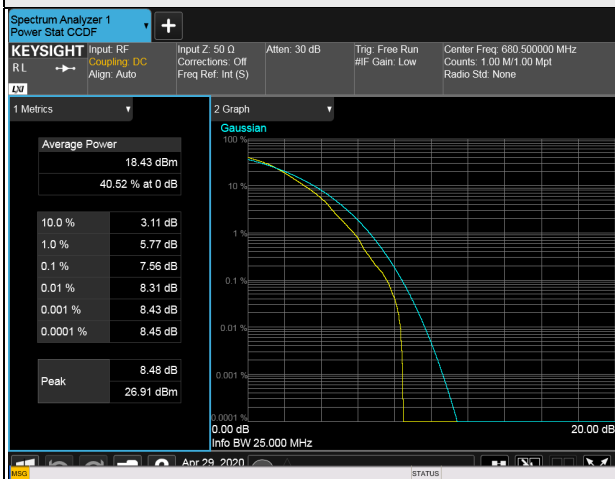 Spectrum Analyzer 1
Power Stat CCDF
+
KEYSIGHT
R L
LXI
Input: RF
Coupling: DC
Align: Auto
Input Z: 50 Ω
Corrections: Off
Freq Ref: Int (S)
Atten: 30 dB
Trig: Free Run
#IF Gain: Low
Center Freq: 680.500000 MHz
Counts: 1.00 M/1.00 Mpt
Radio Std: None
1 Metrics
Average Power
18.43 dBm
40.52 % at 0 dB
10.0 % 3.11 dB
1.0 % 5.77 dB
0.1 % 7.56 dB
0.01 % 8.31 dB
0.001 % 8.43 dB
0.0001 % 8.45 dB
Peak
8.48 dB
26.91 dBm
2 Graph
Gaussian
100 %
10 %
1 %
0.1 %
0.01 %
0.001 %
0.0001 %
0.00 dB 20.00 dB
Info BW 25.000 MHz
Apr 29, 2020
MSG STATUS